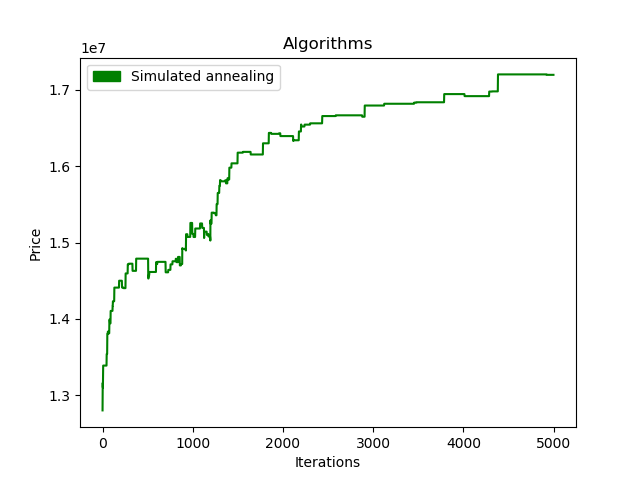 Algorithms
1e7
Simulated annealing
1.7
1.6
1.5
1.4
1.3
Price
0 1000 2000 3000 4000 5000
Iterations